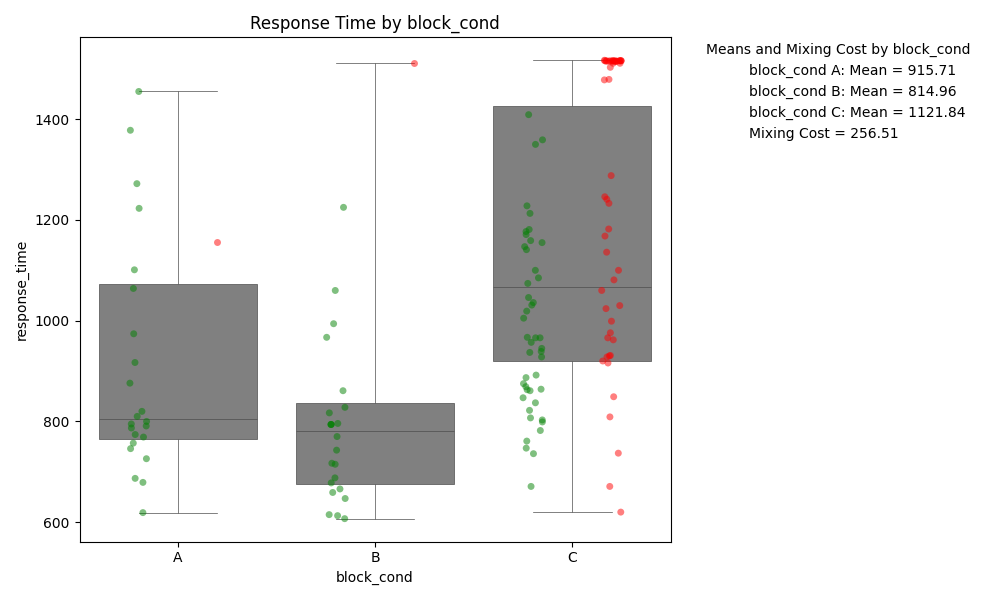 Response Time by block_cond
Means and Mixing Cost by block_cond
block_cond A: Mean = 915.71
block_cond B: Mean = 814.96
block_cond C: Mean = 1121.84
Mixing Cost = 256.51
response_time
1400
1200
1000
800
600
A B C
block_cond